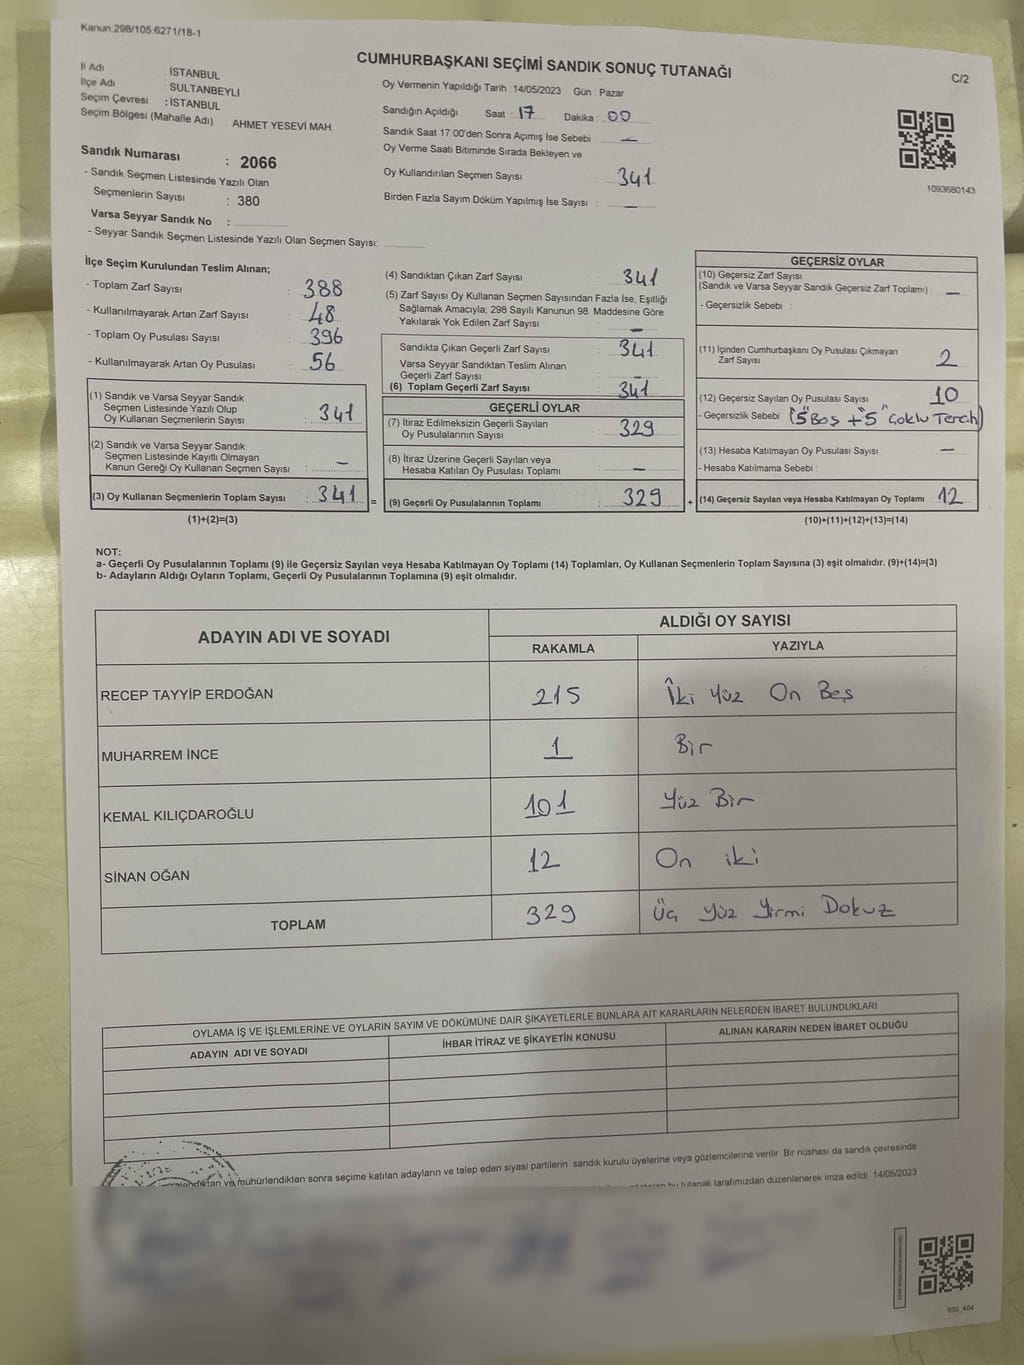 Kanun:298/105:6271/18-1
CUMHURBAŞKANI SEÇİMİ SANDIK SONUÇ TUTANAĞI
C/2
İl Adı : İSTANBUL
İlçe Adı : SULTANBEYLİ
Seçim Çevresi : İSTANBUL
Seçim Bölgesi (Mahalle Adı) : AHMET YESEVİ MAH.
Oy Vermenin Yapıldığı Tarih : 14/05/2023 Gün : Pazar
Sandığın Açıldığı Saat : 17 Dakika : 00
Sandık Saat 17:00'den Sonra Açımış İse Sebebi : —
Oy Verme Saati Bitiminde Sırada Bekleyen ve
Oy Kullandırılan Seçmen Sayısı : 341
Birden Fazla Sayım Döküm Yapılmış İse Sayısı : —
1093680143
Sandık Numarası : 2066
- Sandık Seçmen Listesinde Yazılı Olan
Seçmenlerin Sayısı : 380
Varsa Seyyar Sandık No :
- Seyyar Sandık Seçmen Listesinde Yazılı Olan Seçmen Sayısı:
İlçe Seçim Kurulundan Teslim Alınan;
- Toplam Zarf Sayısı : 388
- Kullanılmayarak Artan Zarf Sayısı : 48
- Toplam Oy Pusulası Sayısı : 396
- Kullanılmayarak Artan Oy Pusulası : 56
(1) Sandık ve Varsa Seyyar Sandık
Seçmen Listesinde Yazılı Olup
Oy Kullanan Seçmenlerin Sayısı : 341
(2) Sandık ve Varsa Seyyar Sandık
Seçmen Listesinde Kayıtlı Olmayan
Kanun Gereği Oy Kullanan Seçmen Sayısı : —
(3) Oy Kullanan Seçmenlerin Toplam Sayısı : 341 =
(1)+(2)=(3)
(4) Sandıktan Çıkan Zarf Sayısı : 341
(5) Zarf Sayısı Oy Kullanan Seçmen Sayısından Fazla İse, Eşitliği
Sağlamak Amacıyla; 298 Sayılı Kanunun 98. Maddesine Göre
Yakılarak Yok Edilen Zarf Sayısı : —
Sandıkta Çıkan Geçerli Zarf Sayısı : 341
Varsa Seyyar Sandıktan Teslim Alınan
Geçerli Zarf Sayısı : —
(6) Toplam Geçerli Zarf Sayısı : 341
GEÇERLİ OYLAR
(7) İtiraz Edilmeksizin Geçerli Sayılan
Oy Pusulalarının Sayısı : 329
(8) İtiraz Üzerine Geçerli Sayılan veya
Hesaba Katılan Oy Pusulası Toplamı : —
(9) Geçerli Oy Pusulalarının Toplamı : 329 +
GEÇERSİZ OYLAR
(10) Geçersiz Zarf Sayısı
(Sandık ve Varsa Seyyar Sandık Geçersiz Zarf Toplamı) : —
- Geçersizlik Sebebi :
(11) İçinden Cumhurbaşkanı Oy Pusulası Çıkmayan
Zarf Sayısı : 2
(12) Geçersiz Sayılan Oy Pusulası Sayısı : 10
- Geçersizlik Sebebi : ("5" Boş + "5" Çoklu Tercih)
(13) Hesaba Katılmayan Oy Pusulası Sayısı : —
- Hesaba Katılmama Sebebi :
(14) Geçersiz Sayılan veya Hesaba Katılmayan Oy Toplamı : 12
(10)+(11)+(12)+(13)=(14)
NOT:
a- Geçerli Oy Pusulalarının Toplamı (9) ile Geçersiz Sayılan veya Hesaba Katılmayan Oy Toplamı (14) Toplamları, Oy Kullanan Seçmenlerin Toplam Sayısına (3) eşit olmalıdır. (9)+(14)=(3)
b- Adayların Aldığı Oyların Toplamı, Geçerli Oy Pusulalarının Toplamına (9) eşit olmalıdır.
ADAYIN ADI VE SOYADI
ALDIĞI OY SAYISI
RAKAMLA YAZIYLA
RECEP TAYYİP ERDOĞAN 215 İki Yüz On Beş
MUHARREM İNCE 1 Bir
KEMAL KILIÇDAROĞLU 101 Yüz Bir
SİNAN OĞAN 12 On iki
TOPLAM 329 Üç Yüz Yirmi Dokuz
OYLAMA İŞ VE İŞLEMLERİNE VE OYLARIN SAYIM VE DÖKÜMÜNE DAİR ŞİKAYETLERLE BUNLARA AİT KARARLARIN NELERDEN İBARET BULUNDUKLARI
ADAYIN ADI VE SOYADI
İHBAR İTİRAZ VE ŞİKAYETİN KONUSU
ALINAN KARARIN NEDEN İBARET OLDUĞU
mühürlendikten sonra seçime katılan adayların ve talep eden siyasi partilerin sandık kurulu üyelerine veya gözlemcilerine verilir Bir nüshası da sandık çevresinde
bu tutanak tarafımızdan düzenlenerek imza edildi 14/05/2023
BSI_404